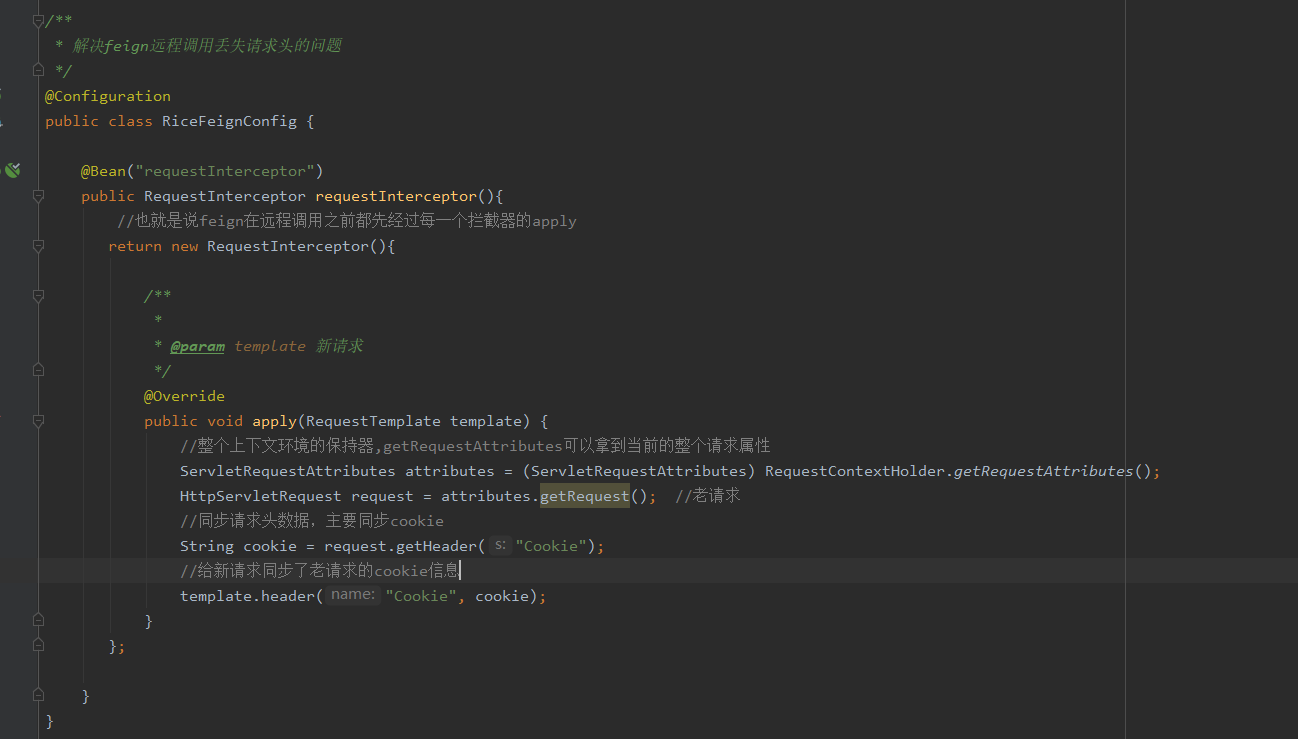 /**
 * 解决feign远程调用丢失请求头的问题
 */
@Configuration
public class RiceFeignConfig {
@Bean("requestInterceptor")
public RequestInterceptor requestInterceptor(){
//也就是说feign在远程调用之前都先经过每一个拦截器的apply
return new RequestInterceptor(){
/**
 *
 * @param template 新请求
 */
@Override
public void apply(RequestTemplate template) {
//整个上下文环境的保持器,getRequestAttributes可以拿到当前的整个请求属性
ServletRequestAttributes attributes = (ServletRequestAttributes) RequestContextHolder.getRequestAttributes();
HttpServletRequest request = attributes.getRequest();  //老请求
//同步请求头数据，主要同步cookie
String cookie = request.getHeader( s: "Cookie");
//给新请求同步了老请求的cookie信息
template.header( name: "Cookie", cookie);
}
};
}
}